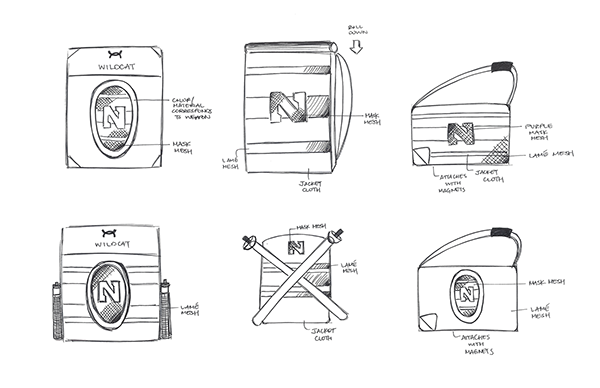 WILDCAT
N
COLOR/
MATERIAL
CORRESPONDS
TO WEAPON
MASK
MESH
ROLL
DOWN
N
MASK
MESH
LAMÉ
MESH
JACKET
CLOTH
N
PURPLE
MASK
MESH
LAMÉ MESH
JACKET
CLOTH
ATTACHES
WITH
MAGNETS
WILDCAT
N
LAMÉ
MESH
MASK MESH
N
LAMÉ
MESH
JACKET
CLOTH
N
MASK MESH
LAMÉ
MESH
ATTACHES
WITH
MAGNETS